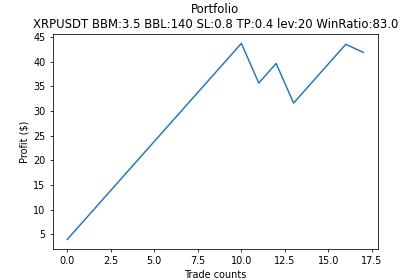 Portfolio
XRPUSDT BBM:3.5 BBL:140 SL:0.8 TP:0.4 lev:20 WinRatio:83.0
45
40
35
30
25
20
15
10
5
Profit ($)
0.0 2.5 5.0 7.5 10.0 12.5 15.0 17.5
Trade counts